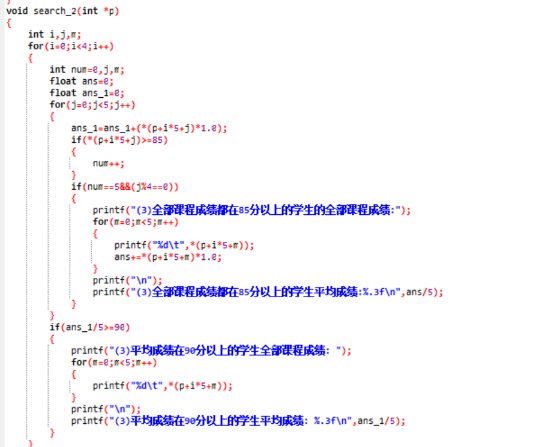 void search_2(int *p)
{
int i,j,m;
for(i=0;i<4;i++)
{
int num=0,j,m;
float ans=0;
float ans_1=0;
for(j=0;j<5;j++)
{
ans_1=ans_1+(*(p+i*5+j)*1.0);
if(*(p+i*5+j)>=85)
{
num++;
}
if(num==5&&(j%4==0))
{
printf("(3)全部课程成绩都在85分以上的学生的全部课程成绩:");
for(m=0;m<5;m++)
{
printf("%d\t",*(p+i*5+m));
ans+=*(p+i*5+m)*1.0;
}
printf("\n");
printf("(3)全部课程成绩都在85分以上的学生平均成绩:%.3f\n",ans/5);
}
}
if(ans_1/5>=90)
{
printf("(3)平均成绩在90分以上的学生全部课程成绩: ");
for(m=0;m<5;m++)
{
printf("%d\t",*(p+i*5+m));
}
printf("\n");
printf("(3)平均成绩在90分以上的学生平均成绩: %.3f\n",ans_1/5);
}
}